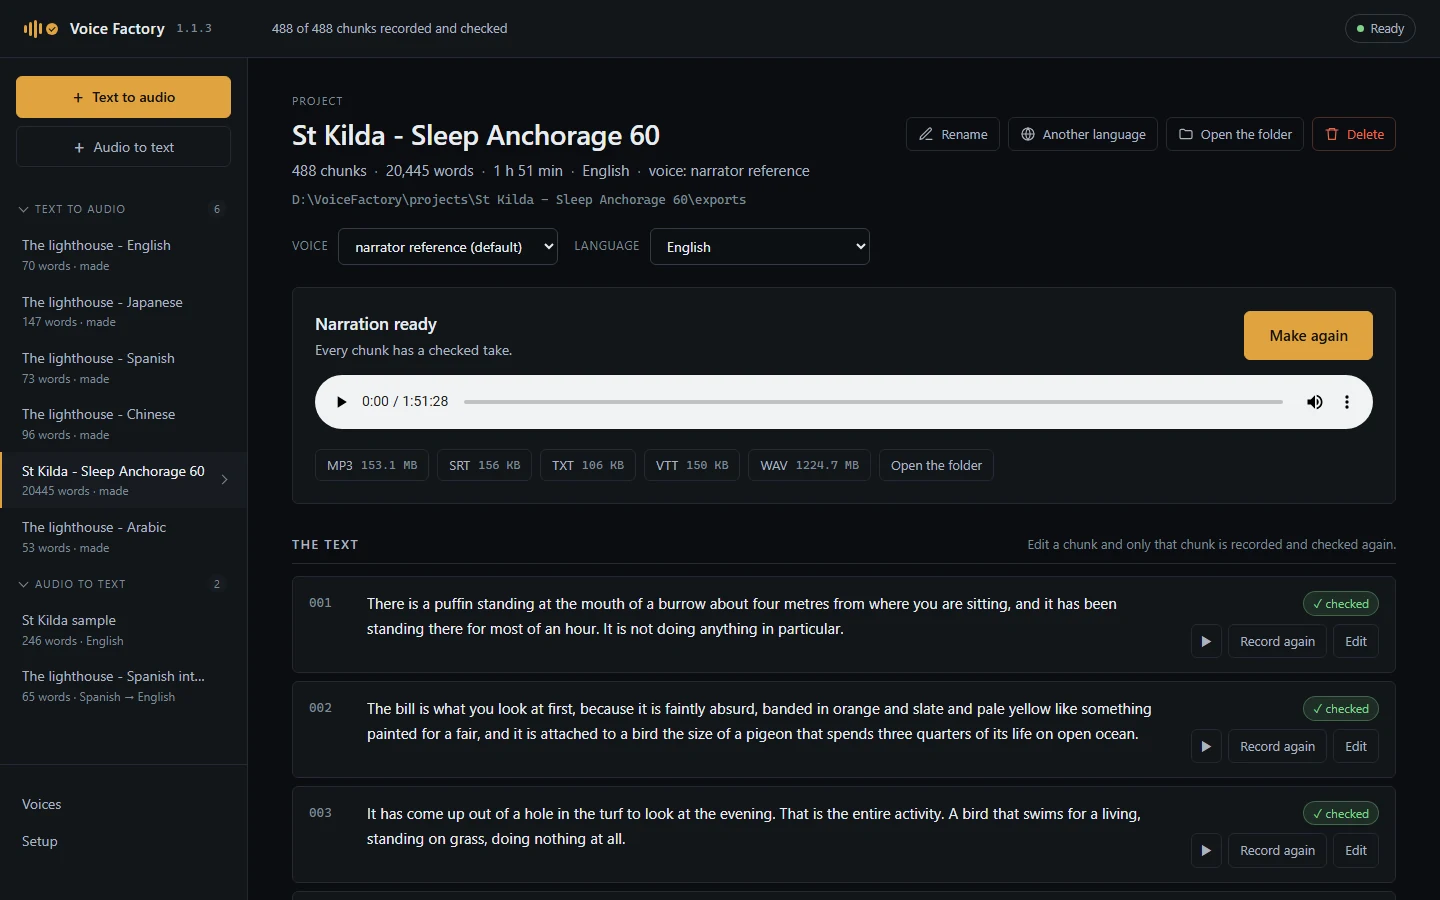 Voice Factory 1.1.3
488 of 488 chunks recorded and checked
Ready
+ Text to audio
+ Audio to text
TEXT TO AUDIO 6
The lighthouse - English
70 words · made
The lighthouse - Japanese
147 words · made
The lighthouse - Spanish
73 words · made
The lighthouse - Chinese
96 words · made
St Kilda - Sleep Anchorage 60
20445 words · made
The lighthouse - Arabic
53 words · made
AUDIO TO TEXT 2
St Kilda sample
246 words · English
The lighthouse - Spanish int...
65 words · Spanish → English
Voices
Setup
PROJECT
St Kilda - Sleep Anchorage 60
Rename
Another language
Open the folder
Delete
488 chunks · 20,445 words · 1 h 51 min · English · voice: narrator reference
D:\VoiceFactory\projects\St Kilda - Sleep Anchorage 60\exports
VOICE narrator reference (default) LANGUAGE English
Narration ready
Every chunk has a checked take.
Make again
0:00 / 1:51:28
MP3 153.1 MB SRT 156 KB TXT 106 KB VTT 150 KB WAV 1224.7 MB Open the folder
THE TEXT
Edit a chunk and only that chunk is recorded and checked again.
001
There is a puffin standing at the mouth of a burrow about four metres from where you are sitting, and it has been
standing there for most of an hour. It is not doing anything in particular.
✓ checked
Record again Edit
002
The bill is what you look at first, because it is faintly absurd, banded in orange and slate and pale yellow like something
painted for a fair, and it is attached to a bird the size of a pigeon that spends three quarters of its life on open ocean.
✓ checked
Record again Edit
003
It has come up out of a hole in the turf to look at the evening. That is the entire activity. A bird that swims for a living,
standing on grass, doing nothing at all.
✓ checked
Record again Edit